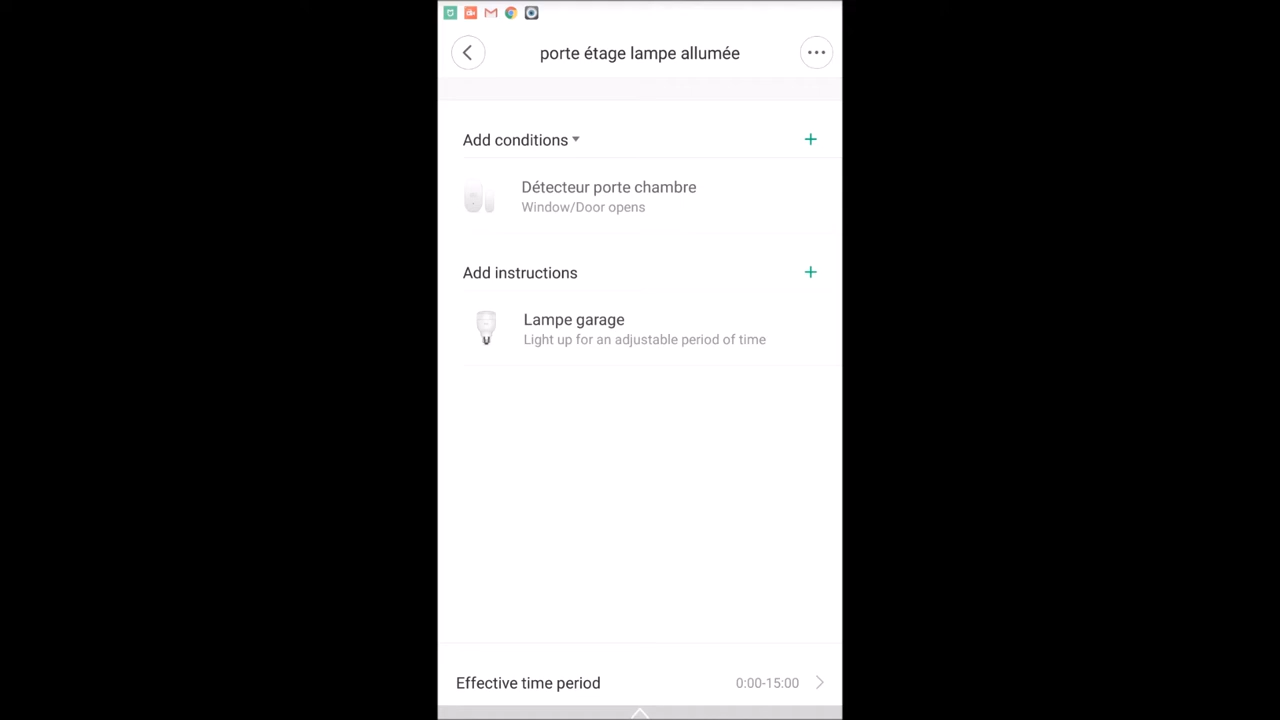 porte étage lampe allumée
Add conditions
Détecteur porte chambre
Window/Door opens
Add instructions
Lampe garage
Light up for an adjustable period of time
Effective time period 0:00-15:00